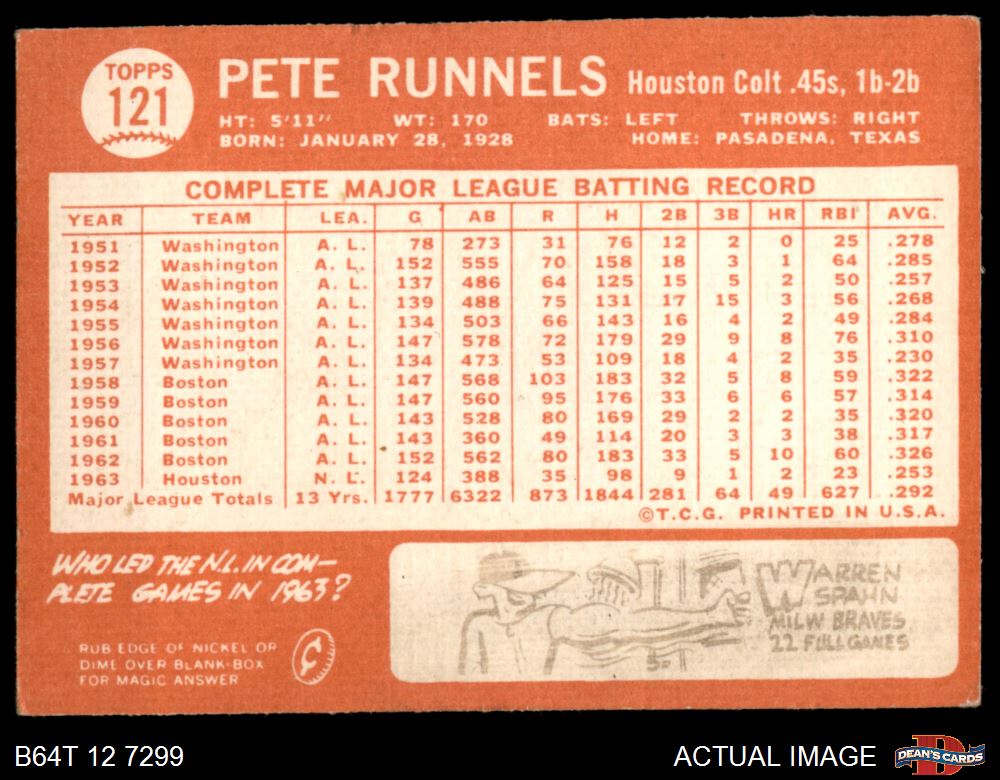 TOPPS
121
PETE RUNNELS Houston Colt .45s, 1b-2b
HT: 5'11" WT: 170 BATS: LEFT THROWS: RIGHT
BORN: JANUARY 28, 1928 HOME: PASADENA, TEXAS
COMPLETE MAJOR LEAGUE BATTING RECORD
YEAR TEAM LEA. G AB R H 2B 3B HR RBI AVG.
1951 Washington A. L. 78 273 31 76 12 2 0 25 .278
1952 Washington A. L. 152 555 70 158 18 3 1 64 .285
1953 Washington A. L. 137 486 64 125 15 5 2 50 .257
1954 Washington A. L. 139 488 75 131 17 15 3 56 .268
1955 Washington A. L. 134 503 66 143 16 4 2 49 .284
1956 Washington A. L. 147 578 72 179 29 9 8 76 .310
1957 Washington A. L. 134 473 53 109 18 4 2 35 .230
1958 Boston A. L. 147 568 103 183 32 5 8 59 .322
1959 Boston A. L. 147 560 95 176 33 6 6 57 .314
1960 Boston A. L. 143 528 80 169 29 2 2 35 .320
1961 Boston A. L. 143 360 49 114 20 3 3 38 .317
1962 Boston A. L. 152 562 80 183 33 5 10 60 .326
1963 Houston N. L. 124 388 35 98 9 1 2 23 .253
Major League Totals 13 Yrs. 1777 6322 873 1844 281 64 49 627 .292
©T.C.G. PRINTED IN U.S.A.
WHO LED THE N.L. IN COM-
PLETE GAMES IN 1963?
RUB EDGE OF NICKEL OR
DIME OVER BLANK-BOX
FOR MAGIC ANSWER
¢
WARREN
SPAHN
MILW BRAVES
22 FULL GAMES
B64T 12 7299 ACTUAL IMAGE
DEAN'S CARDS